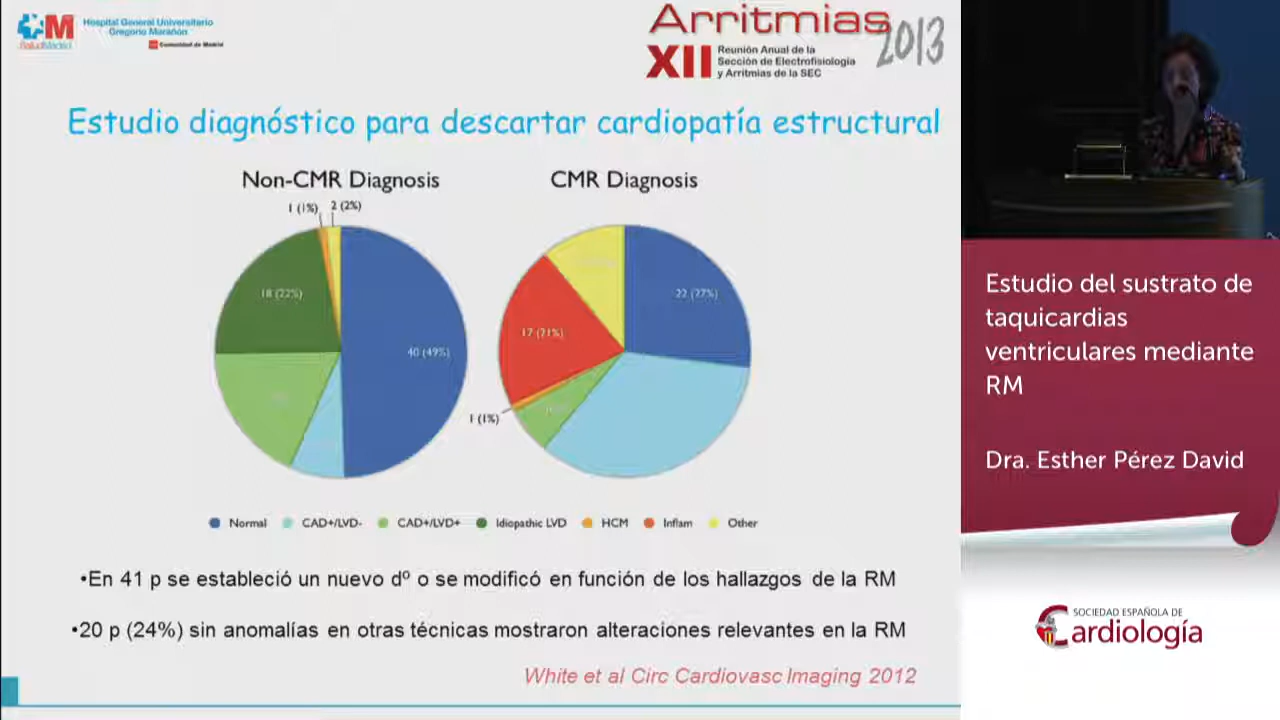 SaludMadrid
Hospital General Universitario
Gregorio Marañón
Comunidad de Madrid
Arritmias
2013
XII
Reunión Anual de la
Sección de Electrofisiología
y Arritmias de la SEC
Estudio diagnóstico para descartar cardiopatía estructural
Non-CMR Diagnosis
CMR Diagnosis
1 (1%)
2 (2%)
18 (22%)
40 (49%)
22 (27%)
17 (21%)
1 (1%)
Normal
CAD+/LVD-
CAD+/LVD+
Idiopathic LVD
HCM
Inflam
Other
•En 41 p se estableció un nuevo dº o se modificó en función de los hallazgos de la RM
•20 p (24%) sin anomalías en otras técnicas mostraron alteraciones relevantes en la RM
White et al Circ Cardiovasc Imaging 2012
Estudio del sustrato de
taquicardias
ventriculares mediante
RM
Dra. Esther Pérez David
SOCIEDAD ESPAÑOLA DE
Cardiología